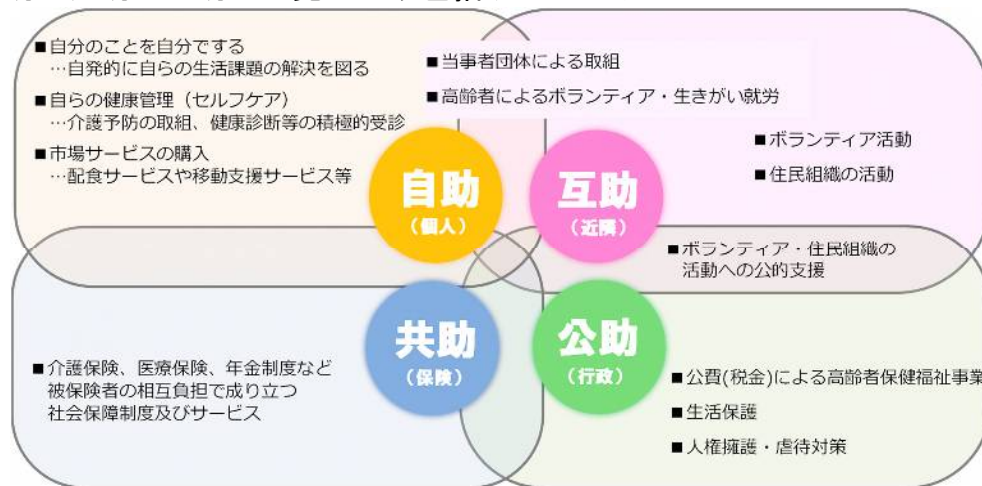 ■自分のことを自分でする
…自発的に自らの生活課題の解決を図る
■自らの健康管理（セルフケア）
…介護予防の取組、健康診断等の積極的受診
■市場サービスの購入
…配食サービスや移動支援サービス等
■当事者団体による取組
■高齢者によるボランティア・生きがい就労
■ボランティア活動
■住民組織の活動
自助
（個人）
互助
（近隣）
■ボランティア・住民組織の
活動への公的支援
共助
（保険）
公助
（行政）
■介護保険、医療保険、年金制度など
被保険者の相互負担で成り立つ
社会保障制度及びサービス
■公費(税金)による高齢者保健福祉事業
■生活保護
■人権擁護・虐待対策